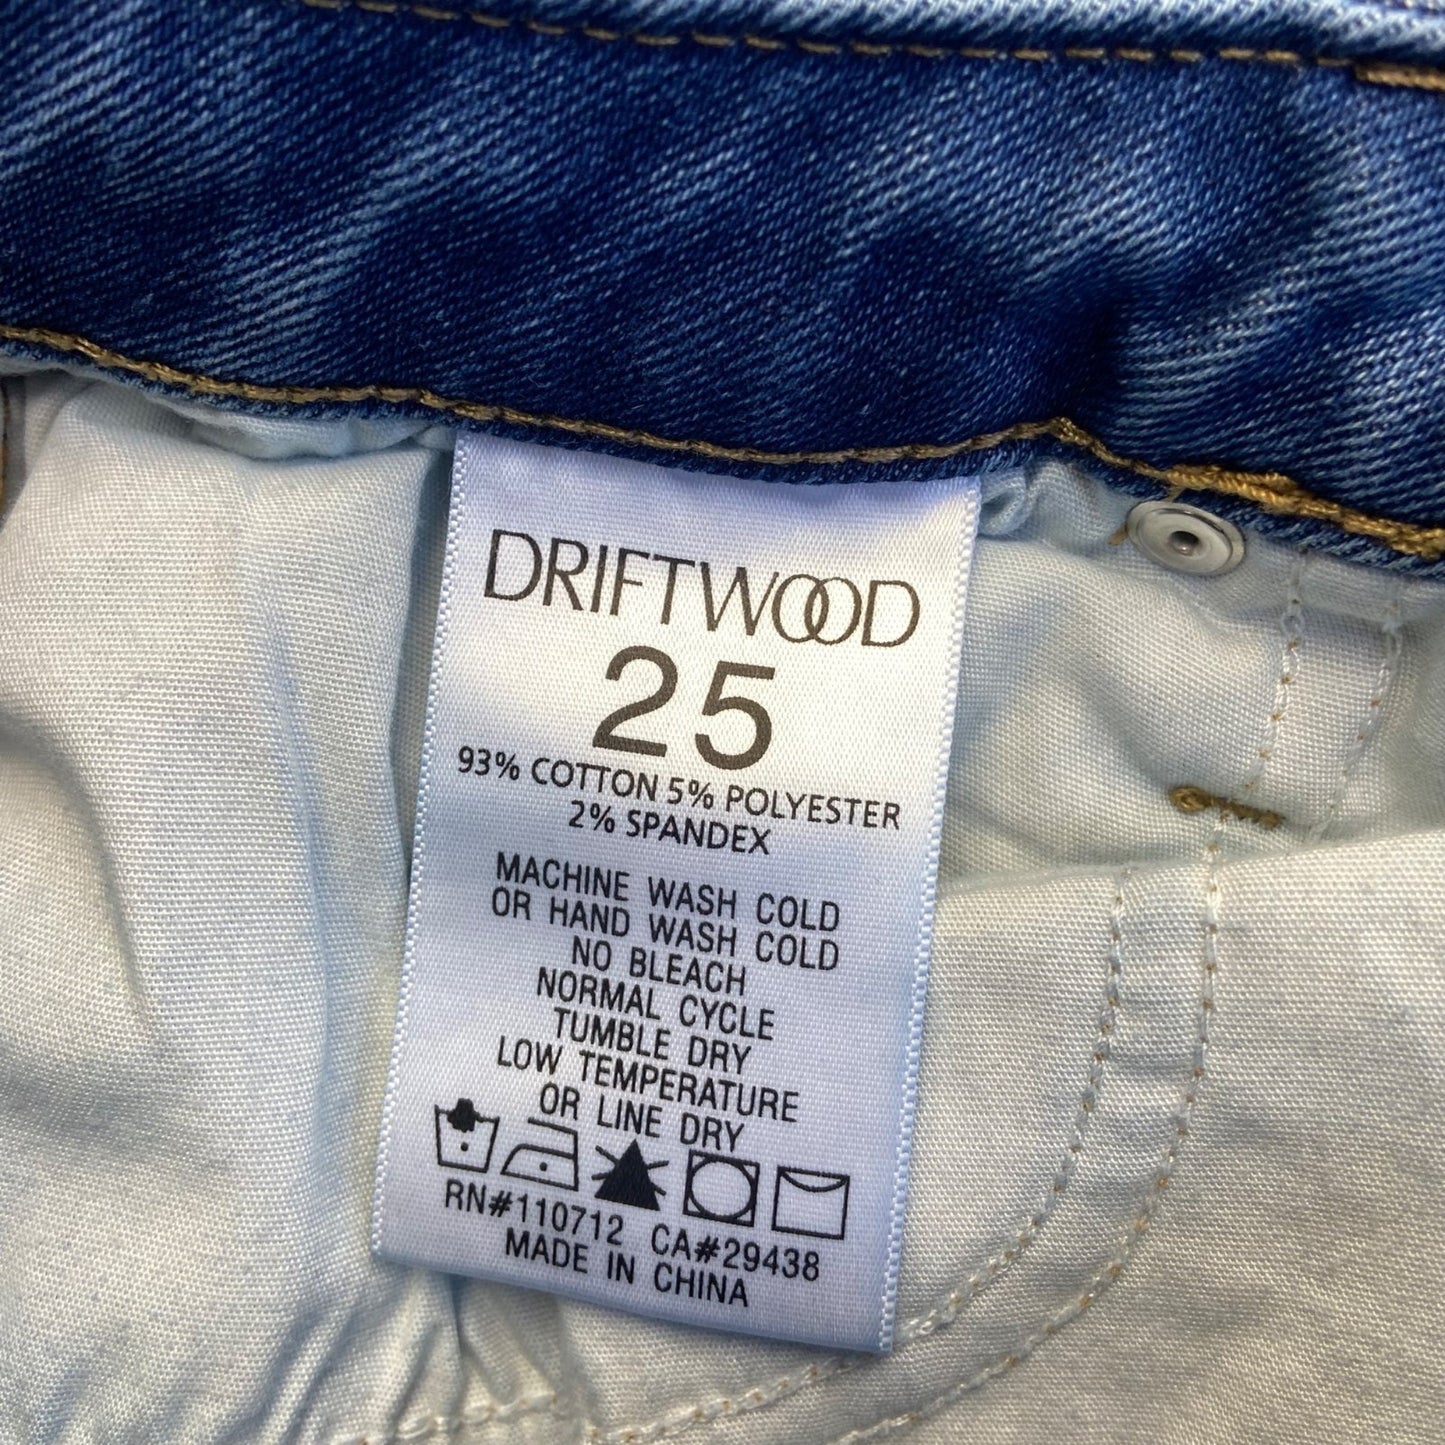 DRIFTWOOD
25
93% COTTON 5% POLYESTER
2% SPANDEX
MACHINE WASH COLD
OR HAND WASH COLD
NO BLEACH
NORMAL CYCLE
TUMBLE DRY
LOW TEMPERATURE
OR LINE DRY
RN#110712 CA#29438
MADE IN CHINA